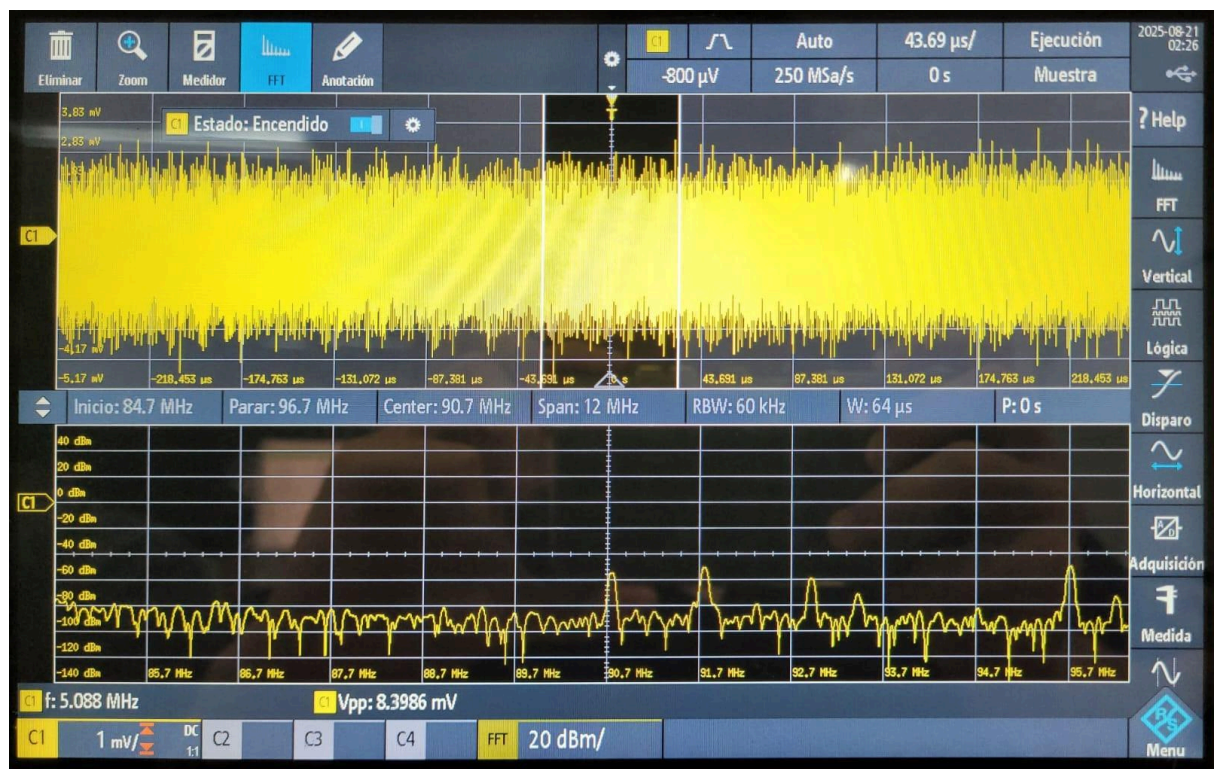 Eliminar
Zoom
Medidor
FFT
Anotación
C1
Auto
43.69 µs/
Ejecución
2025-08-21
02:26
-800 µV
250 MSa/s
0 s
Muestra
3.83 mV
C1 Estado: Encendido
2.83 mV
T
C1
-4.17 mV
-5.17 mV
-218.453 µs
-174.763 µs
-131.072 µs
-87.381 µs
-43.691 µs
0 s
43.691 µs
87.381 µs
131.072 µs
174.763 µs
218.453 µs
Inicio: 84.7 MHz
Parar: 96.7 MHz
Center: 90.7 MHz
Span: 12 MHz
RBW: 60 kHz
W: 64 µs
P: 0 s
40 dBm
20 dBm
C1
0 dBm
-20 dBm
-40 dBm
-60 dBm
-80 dBm
-100 dBm
-120 dBm
-140 dBm
85.7 MHz
86.7 MHz
87.7 MHz
88.7 MHz
89.7 MHz
90.7 MHz
91.7 MHz
92.7 MHz
93.7 MHz
94.7 MHz
95.7 MHz
C1 f: 5.088 MHz
C1 Vpp: 8.3986 mV
C1
1 mV/
DC
1:1
C2
C3
C4
FFT
20 dBm/
? Help
FFT
Vertical
Lógica
Disparo
Horizontal
A/D
Adquisición
Medida
R&S
Menu